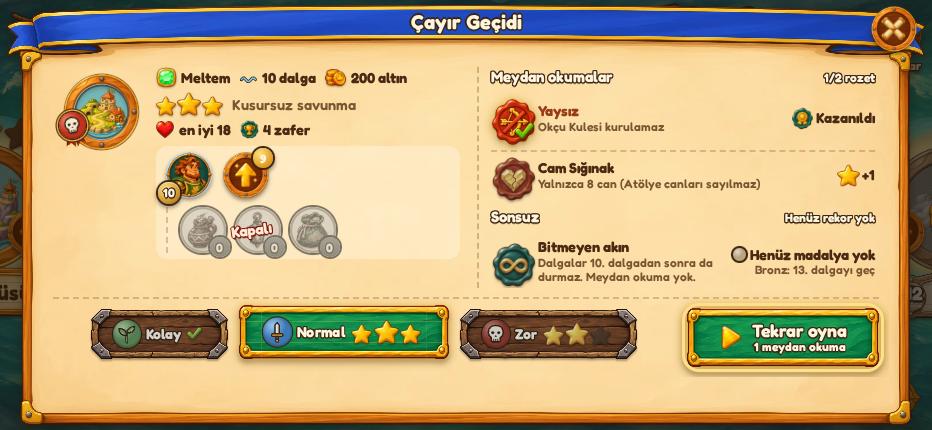 Çayır Geçidi
Meltem 10 dalga 200 altın
Kusursuz savunma
en iyi 18 4 zafer
9
10
Kapalı
0 0 0
Meydan okumalar 1/2 rozet
Yaysız
Okçu Kulesi kurulamaz
Kazanıldı
Cam Sığınak
Yalnızca 8 can (Atölye canları sayılmaz)
+1
Sonsuz Henüz rekor yok
Bitmeyen akın
Dalgalar 10. dalgadan sonra da
durmaz. Meydan okuma yok.
Henüz madalya yok
Bronz: 13. dalgayı geç
Kolay
Normal
Zor
Tekrar oyna
1 meydan okuma